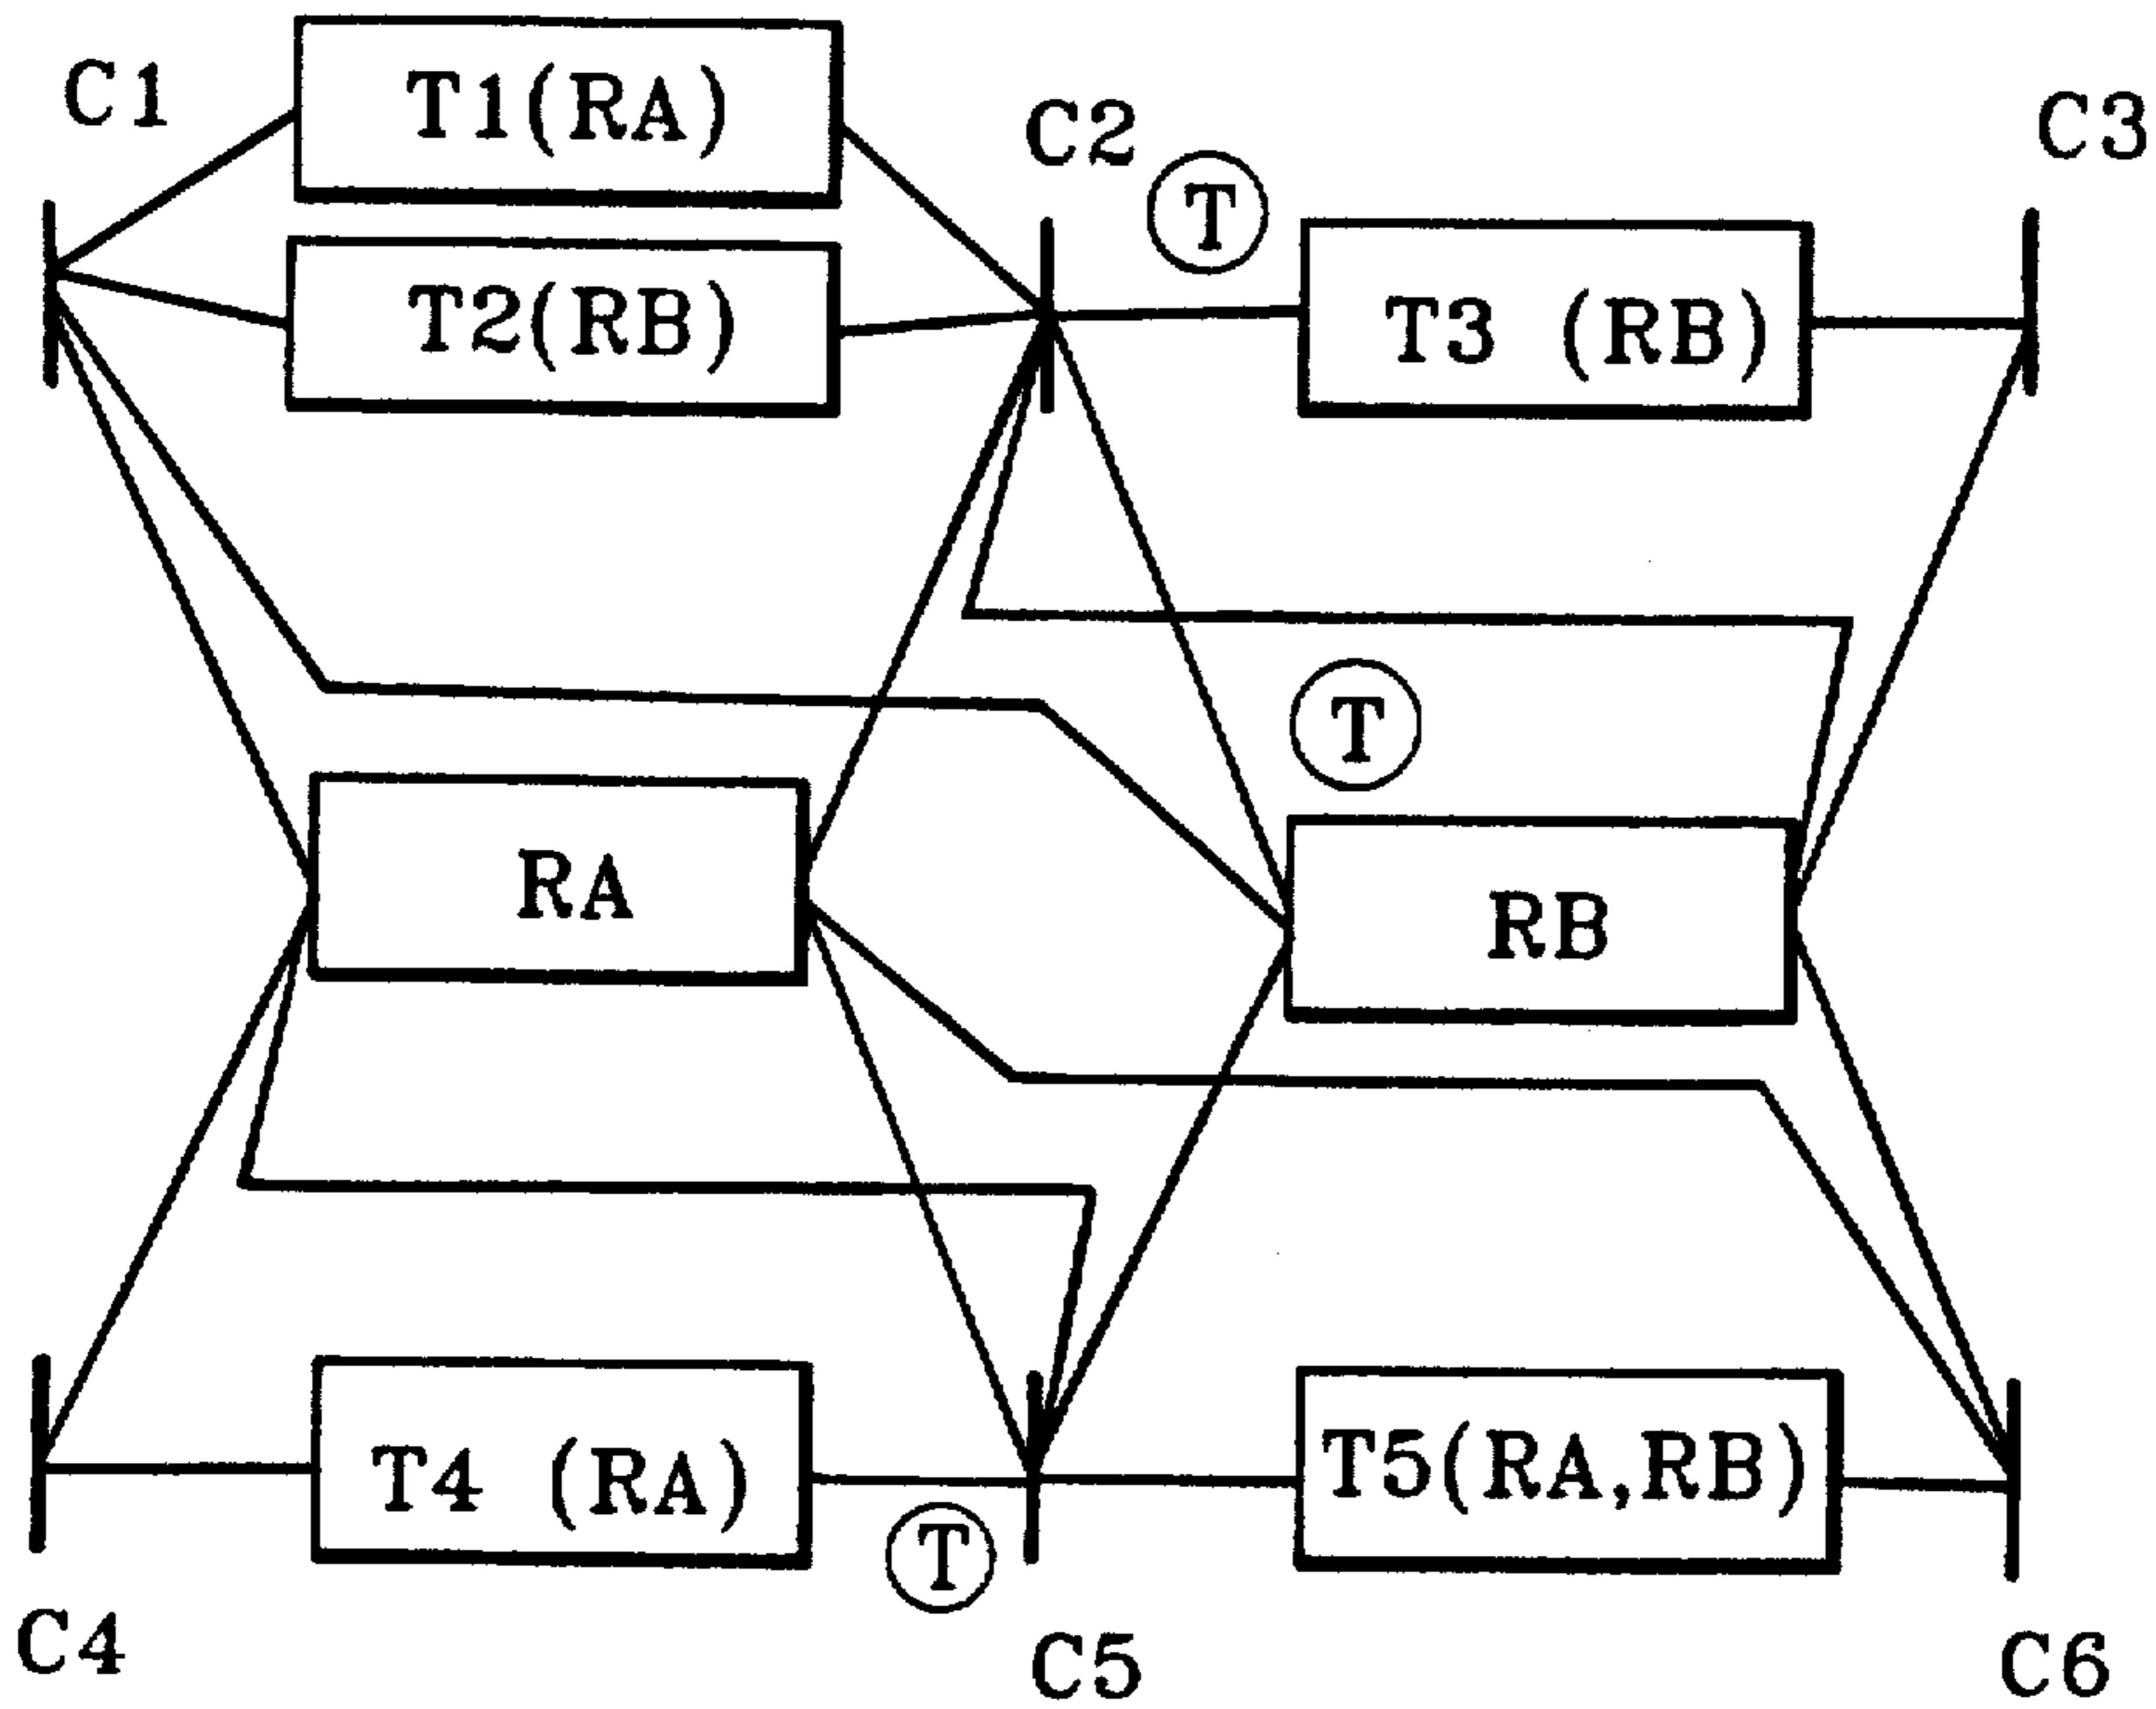 C1
T1(RA)
C2
C3
T
T2(RB)
T3 (RB)
T
RA
RB
T4 (RA)
T5(RA,RB)
T
C4
C5
C6